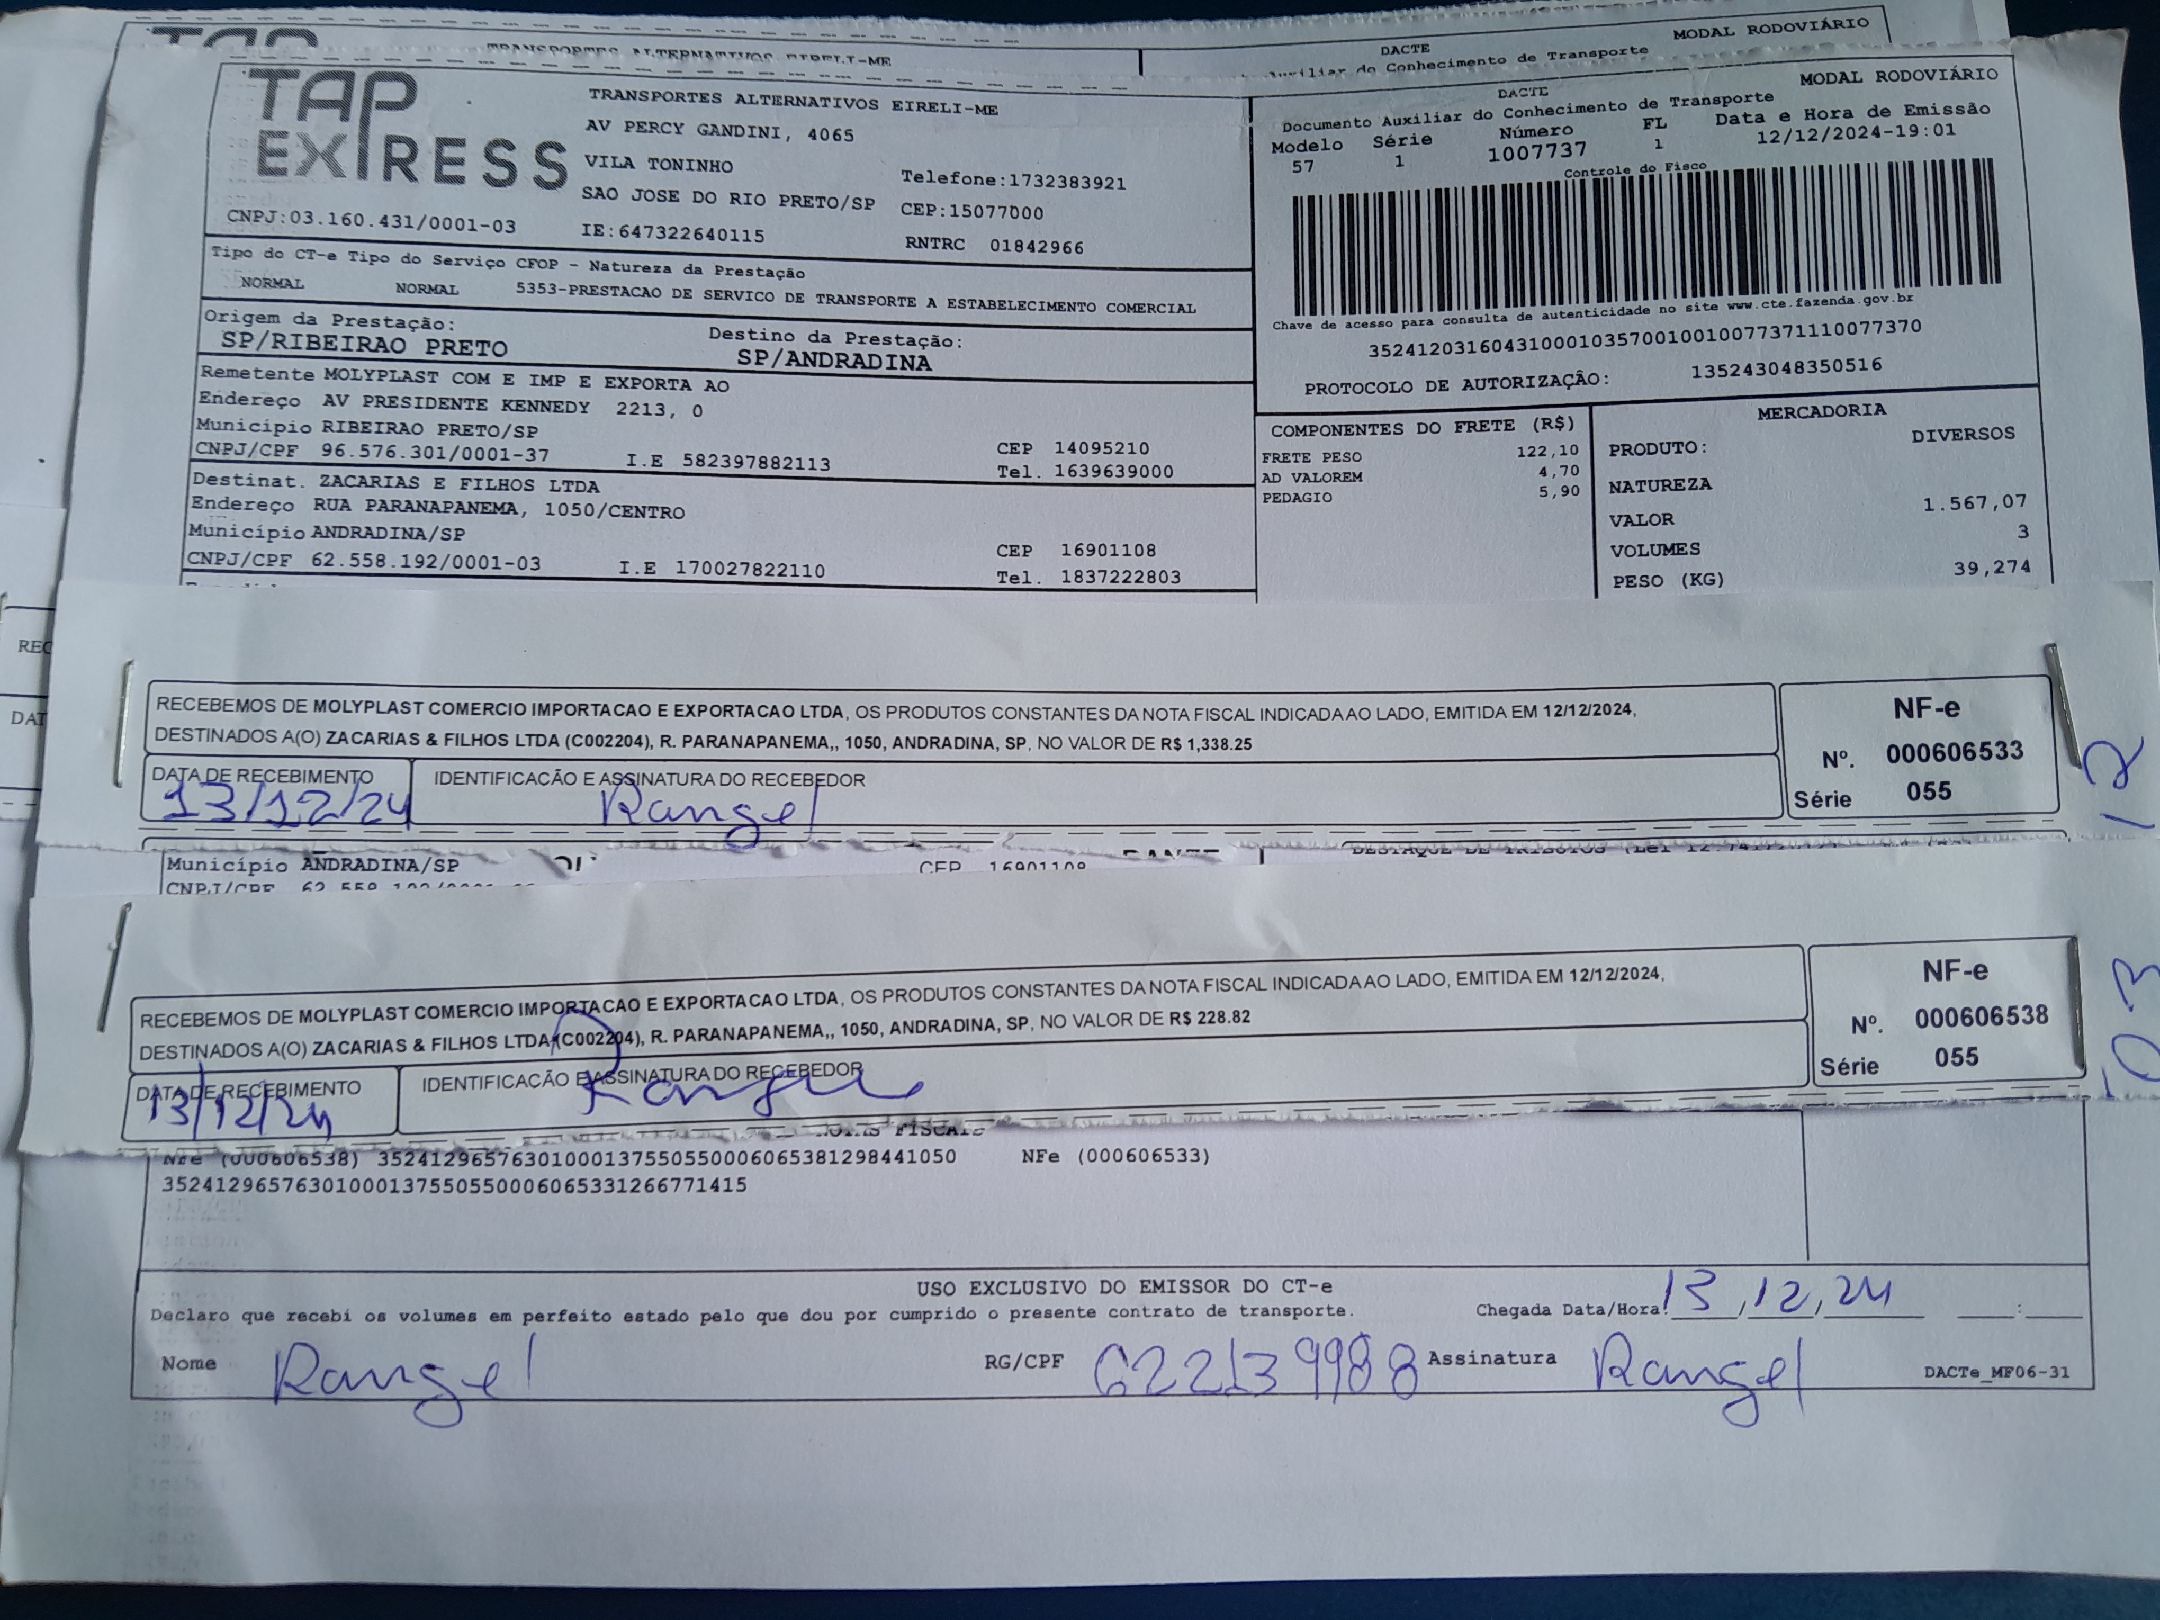 TRANSPORTES ALTERNATIVOS EIRELI-ME
DACTE
MODAL RODOVIÁRIO
Auxiliar do Conhecimento de Transporte
TAP EXPRESS
TRANSPORTES ALTERNATIVOS EIRELI-ME
AV PERCY GANDINI, 4065
VILA TONINHO
Telefone:1732383921
SAO JOSE DO RIO PRETO/SP CEP:15077000
CNPJ:03.160.431/0001-03 IE:647322640115 RNTRC 01842966
DACTE
MODAL RODOVIÁRIO
Documento Auxiliar do Conhecimento de Transporte
Modelo Série Número FL Data e Hora de Emissão
57 1 1007737 1 12/12/2024-19:01
Controle do Fisco
Chave de acesso para consulta de autenticidade no site www.cte.fazenda.gov.br
35241203160431000103570010010077371110077370
PROTOCOLO DE AUTORIZAÇÃO: 135243048350516
Tipo do CT-e Tipo do Serviço CFOP - Natureza da Prestação
NORMAL NORMAL 5353-PRESTACAO DE SERVICO DE TRANSPORTE A ESTABELECIMENTO COMERCIAL
Origem da Prestação: Destino da Prestação:
SP/RIBEIRAO PRETO SP/ANDRADINA
Remetente MOLYPLAST COM E IMP E EXPORTA AO
Endereço AV PRESIDENTE KENNEDY 2213, 0
Município RIBEIRAO PRETO/SP CEP 14095210
CNPJ/CPF 96.576.301/0001-37 I.E 582397882113 Tel. 1639639000
Destinat. ZACARIAS E FILHOS LTDA
Endereço RUA PARANAPANEMA, 1050/CENTRO
Município ANDRADINA/SP CEP 16901108
CNPJ/CPF 62.558.192/0001-03 I.E 170027822110 Tel. 1837222803
COMPONENTES DO FRETE (R$)
FRETE PESO 122,10
AD VALOREM 4,70
PEDAGIO 5,90
MERCADORIA
PRODUTO: DIVERSOS
NATUREZA
VALOR 1.567,07
VOLUMES 3
PESO (KG) 39,274
REC
DAT
RECEBEMOS DE MOLYPLAST COMERCIO IMPORTACAO E EXPORTACAO LTDA, OS PRODUTOS CONSTANTES DA NOTA FISCAL INDICADA AO LADO, EMITIDA EM 12/12/2024,
DESTINADOS A(O) ZACARIAS & FILHOS LTDA (C002204), R. PARANAPANEMA,, 1050, ANDRADINA, SP, NO VALOR DE R$ 1,338.25
DATA DE RECEBIMENTO IDENTIFICAÇÃO E ASSINATURA DO RECEBEDOR
13/12/24 Rangel
NF-e
Nº. 000606533
Série 055
Município ANDRADINA/SP CEP 16901108
RECEBEMOS DE MOLYPLAST COMERCIO IMPORTACAO E EXPORTACAO LTDA, OS PRODUTOS CONSTANTES DA NOTA FISCAL INDICADA AO LADO, EMITIDA EM 12/12/2024,
DESTINADOS A(O) ZACARIAS & FILHOS LTDA (C002204), R. PARANAPANEMA,, 1050, ANDRADINA, SP, NO VALOR DE R$ 228.82
DATA DE RECEBIMENTO IDENTIFICAÇÃO E ASSINATURA DO RECEBEDOR
13/12/24 Rangel
NF-e
Nº. 000606538
Série 055
NFe (000606538) 35241296576301000137550550006065381298441050 NFe (000606533)
35241296576301000137550550006065331266771415
USO EXCLUSIVO DO EMISSOR DO CT-e
Declaro que recebi os volumes em perfeito estado pelo que dou por cumprido o presente contrato de transporte. Chegada Data/Hora: 13/12/24
Nome Rangel RG/CPF 622139988 Assinatura Rangel DACTe_MF06-31